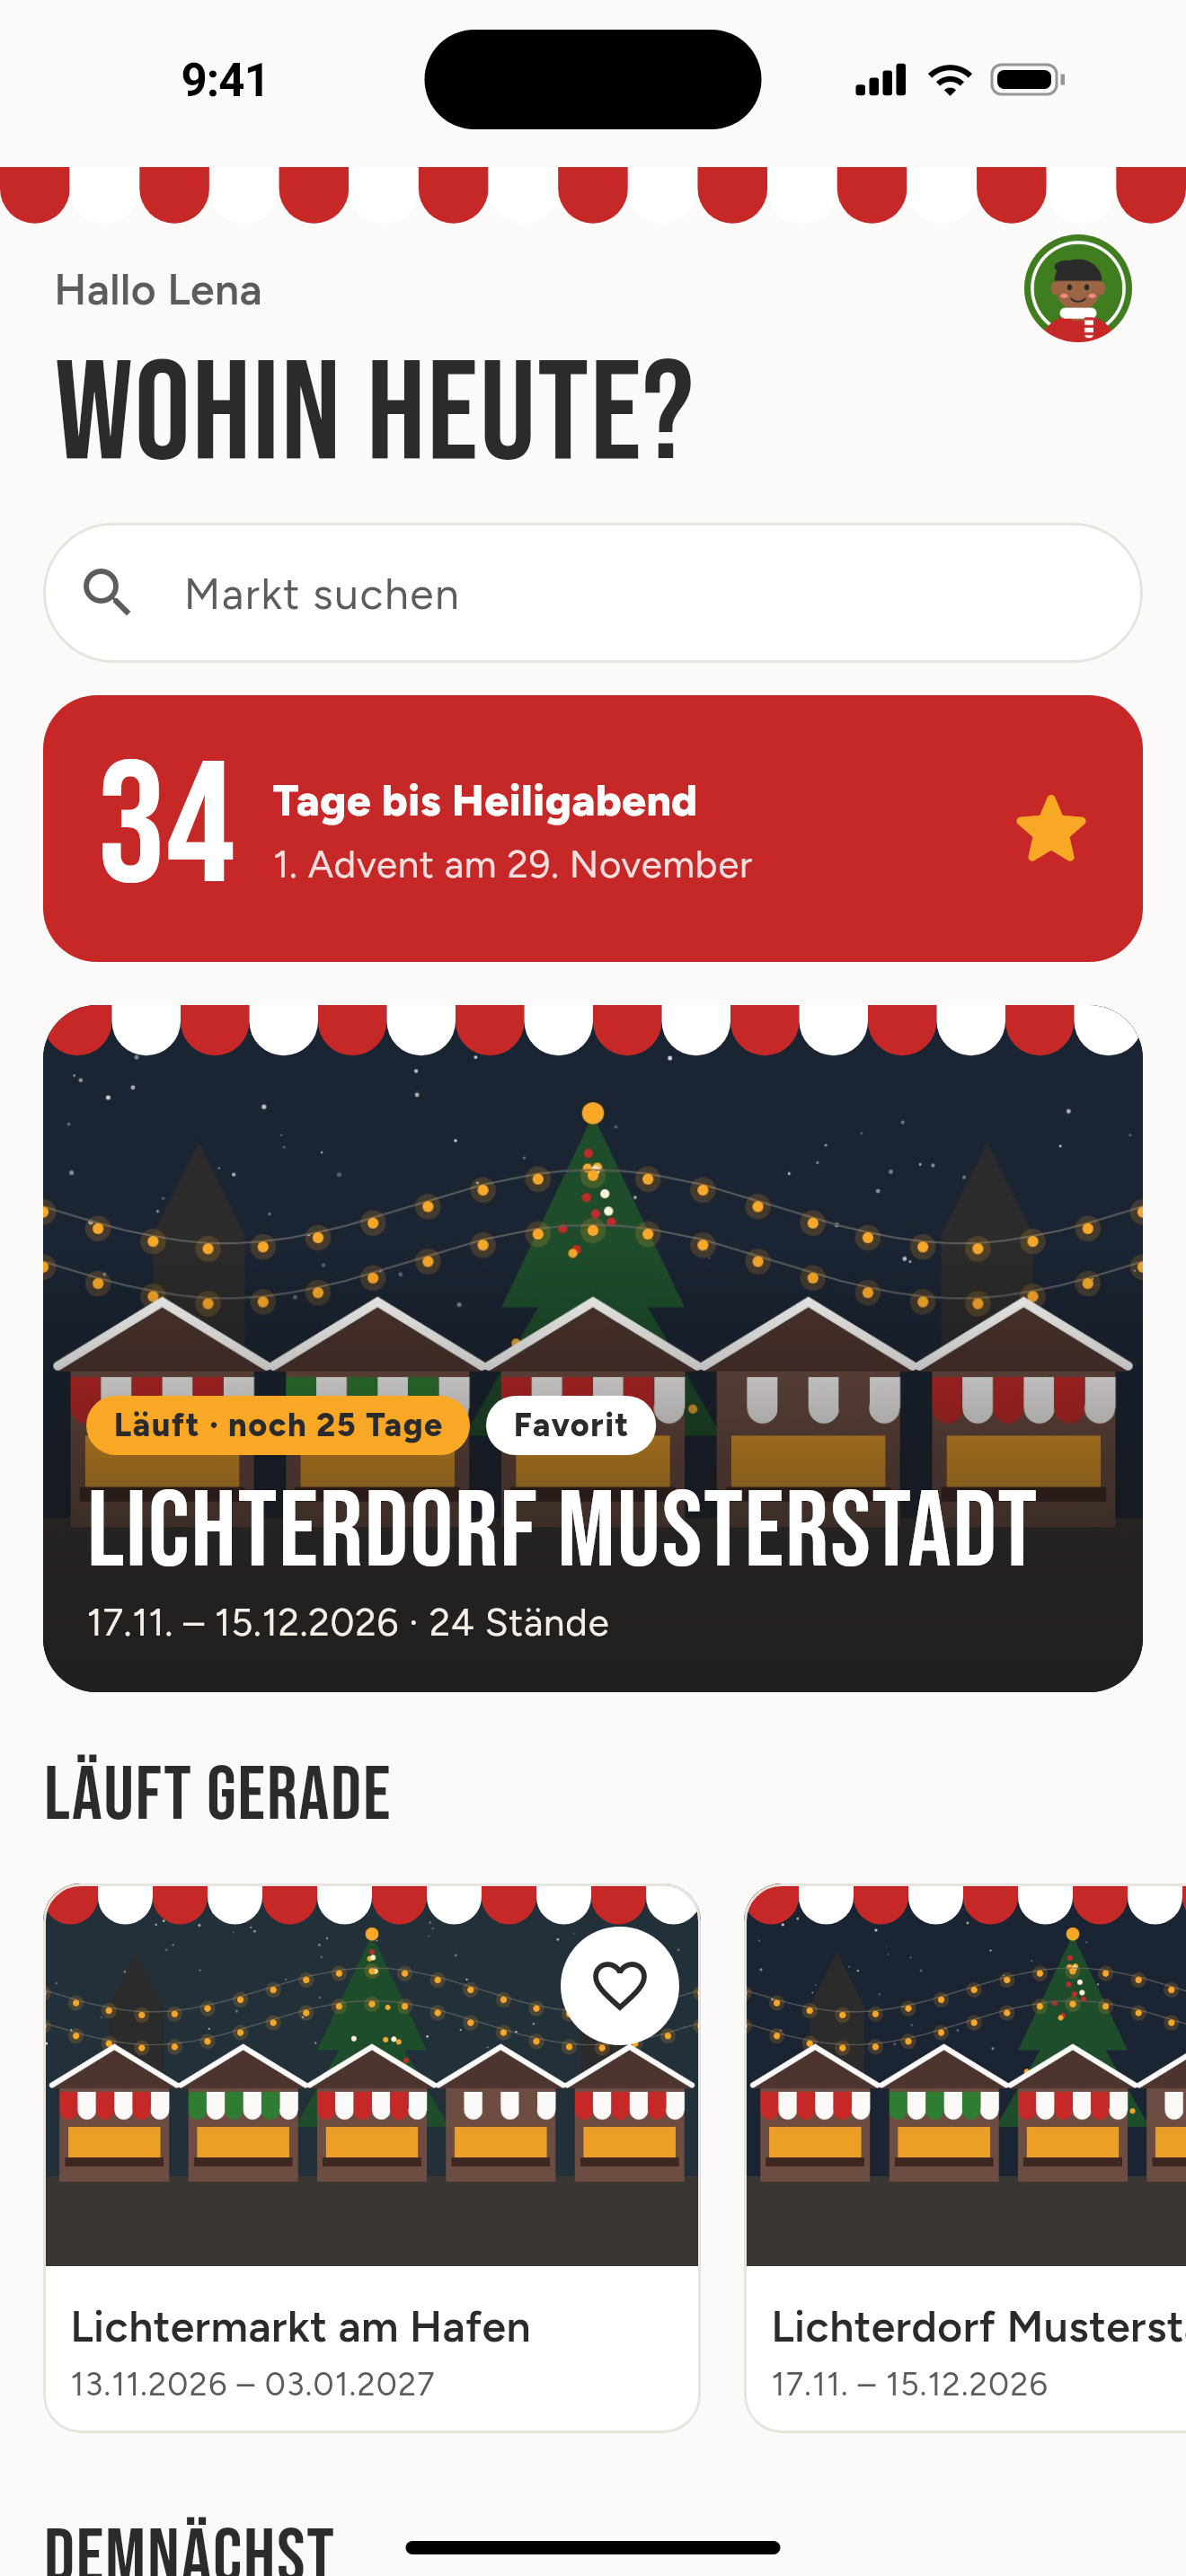 9:41
Hallo Lena
WOHIN HEUTE?
Markt suchen
34
Tage bis Heiligabend
1. Advent am 29. November
Läuft · noch 25 Tage
Favorit
LICHTERDORF MUSTERSTADT
17.11. – 15.12.2026 · 24 Stände
LÄUFT GERADE
Lichtermarkt am Hafen
13.11.2026 – 03.01.2027
Lichterdorf Mustersta
17.11. – 15.12.2026
DEMNÄCHST